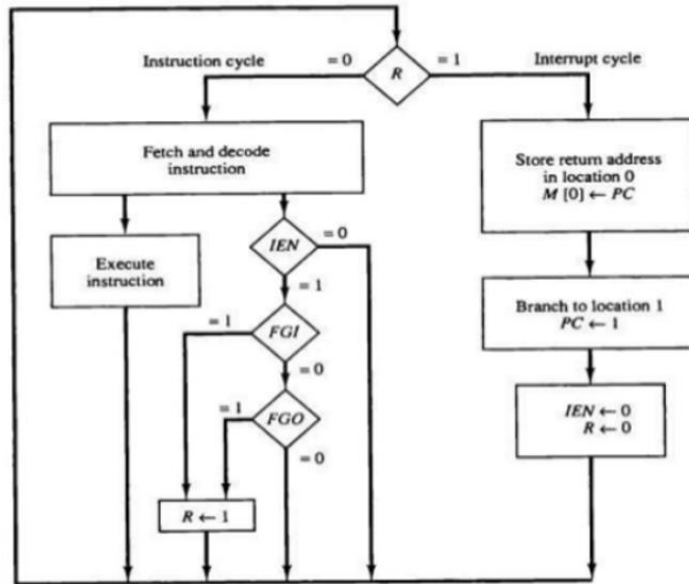 Instruction cycle
= 0
R
= 1
Interrupt cycle
Fetch and decode
instruction
Store return address
in location 0
M [0] ← PC
IEN
= 0
Execute
instruction
= 1
Branch to location 1
PC ← 1
= 1
FGI
= 0
= 1
FGO
IEN ← 0
R ← 0
= 0
R ← 1